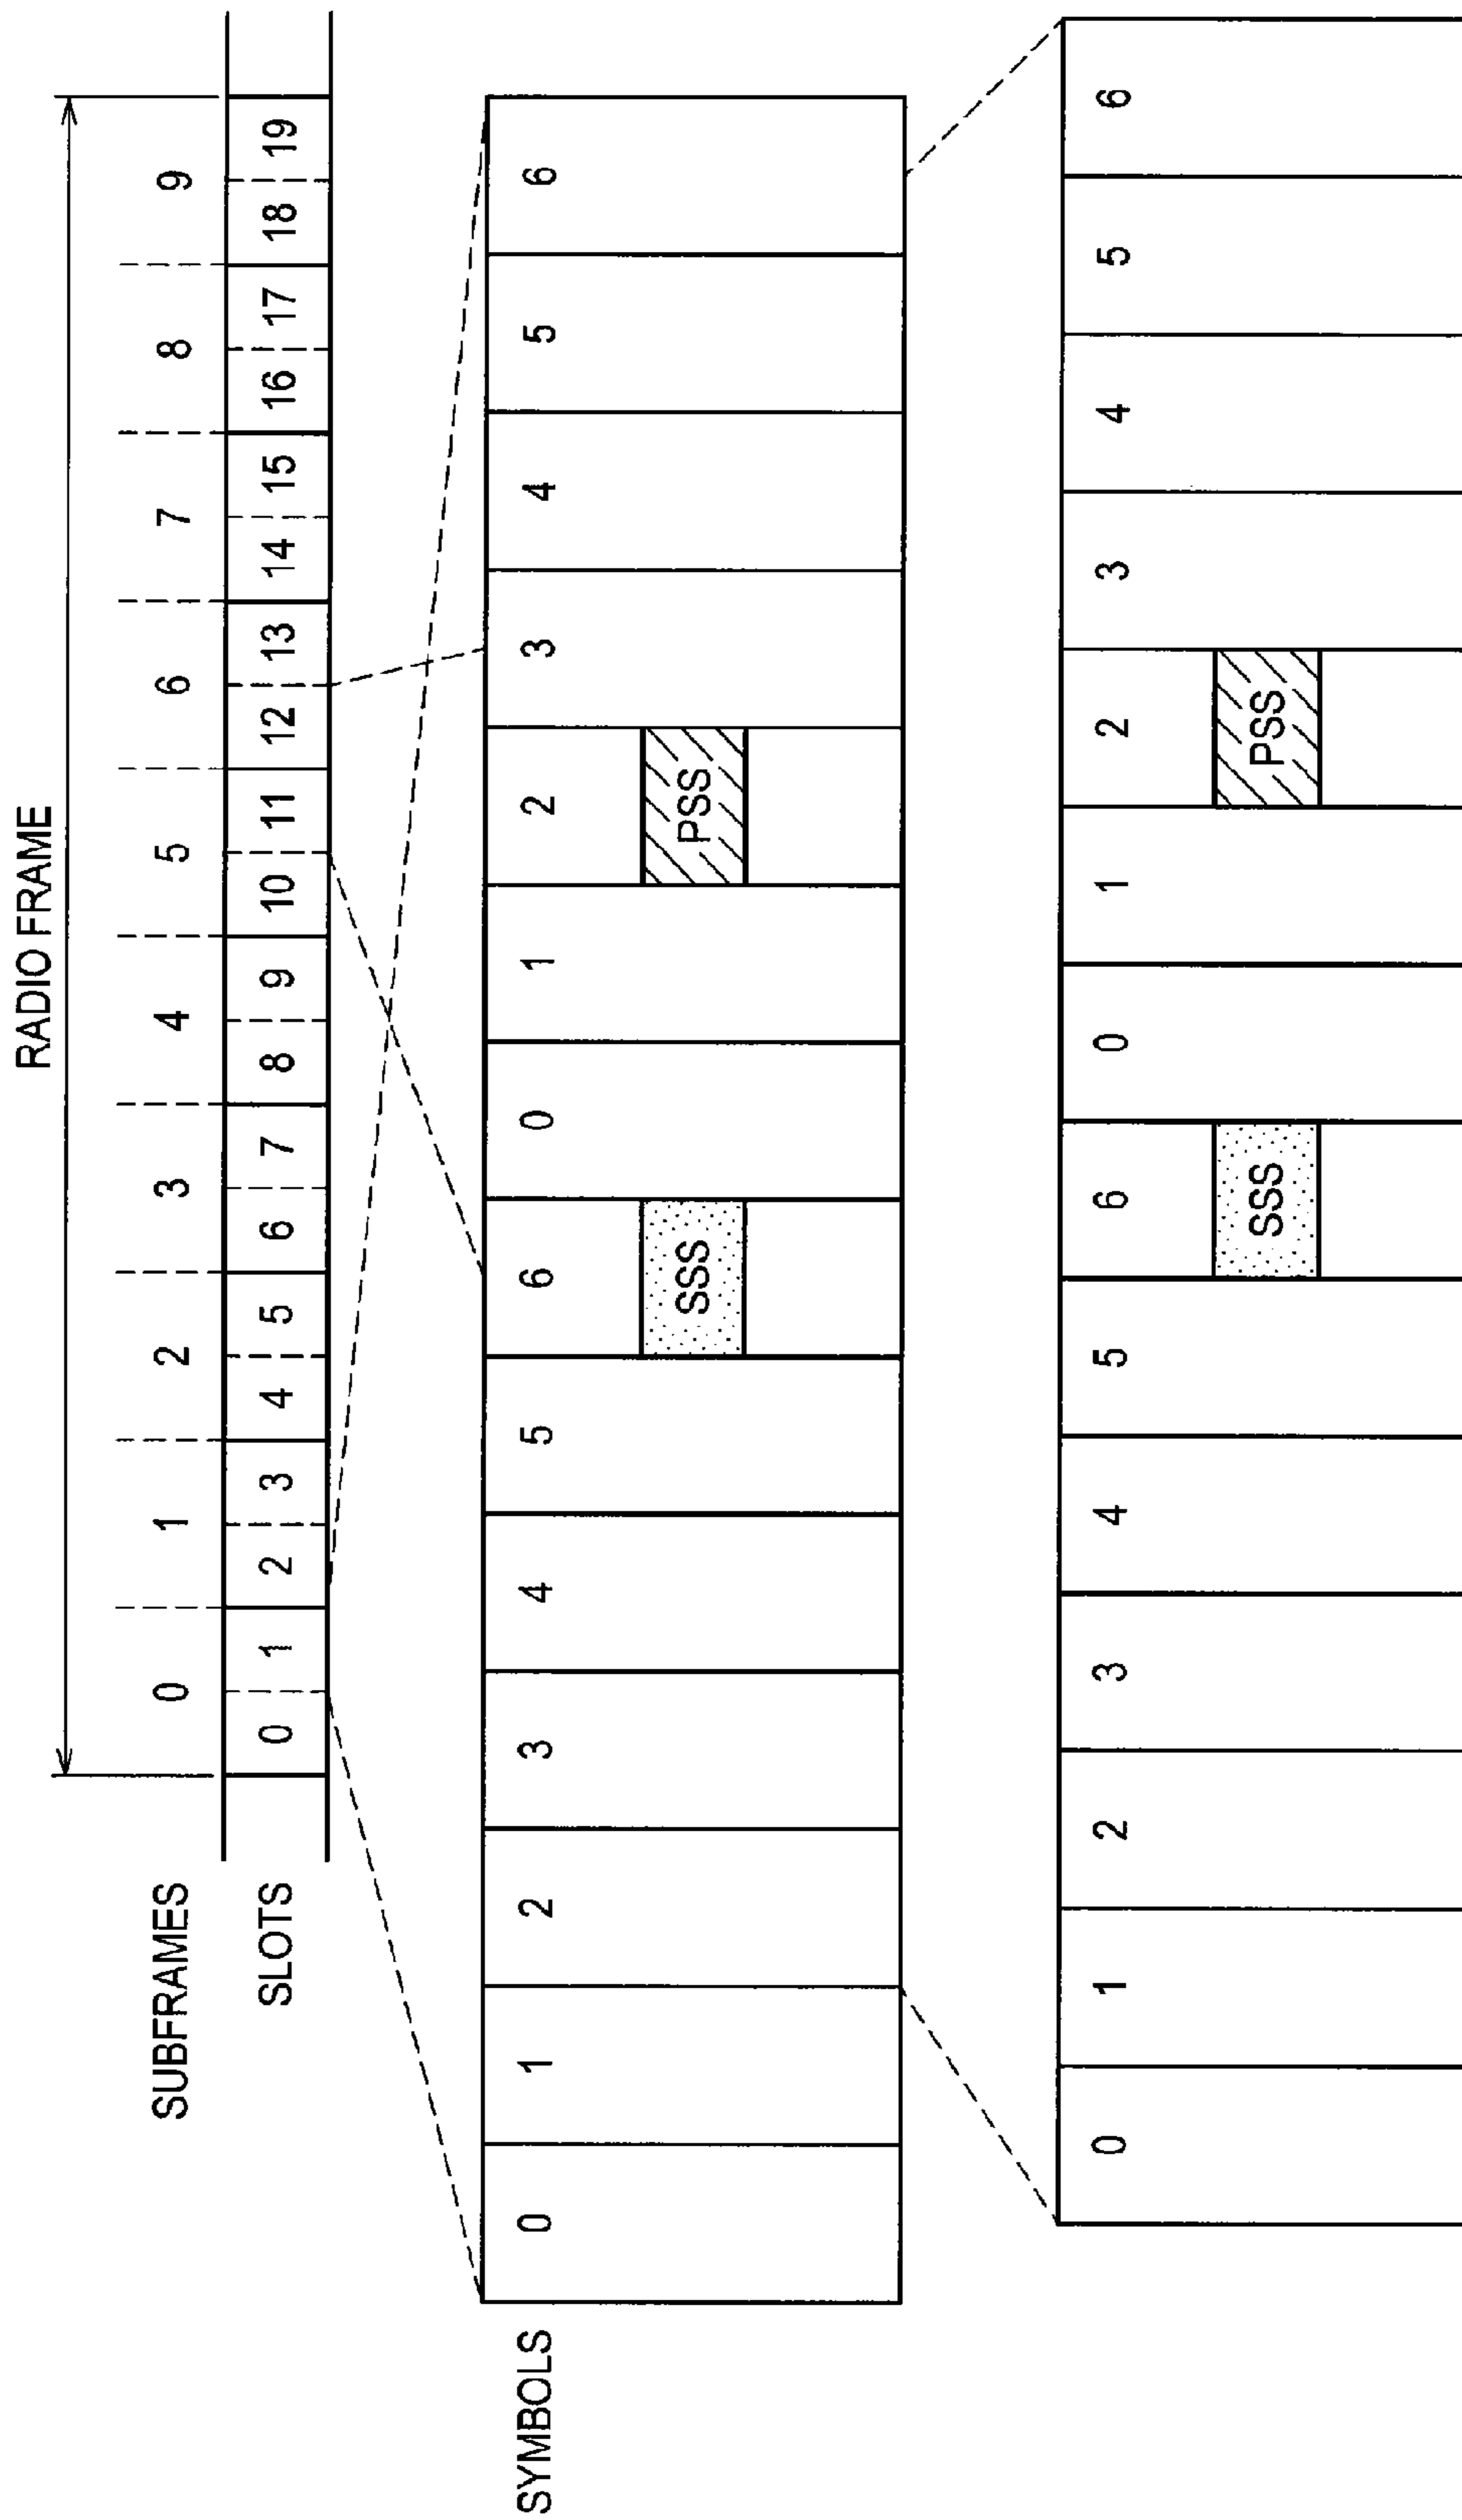 RADIO FRAME
SUBFRAMES 0 1 2 3 4 5 6 7 8 9
SLOTS 0 1 2 3 4 5 6 7 8 9 10 11 12 13 14 15 16 17 18 19
SYMBOLS 0 1 2 3 4 5 6 0 1 2 3 4 5 6
SSS PSS
0 1 2 3 4 5 6 0 1 2 3 4 5 6
SSS PSS